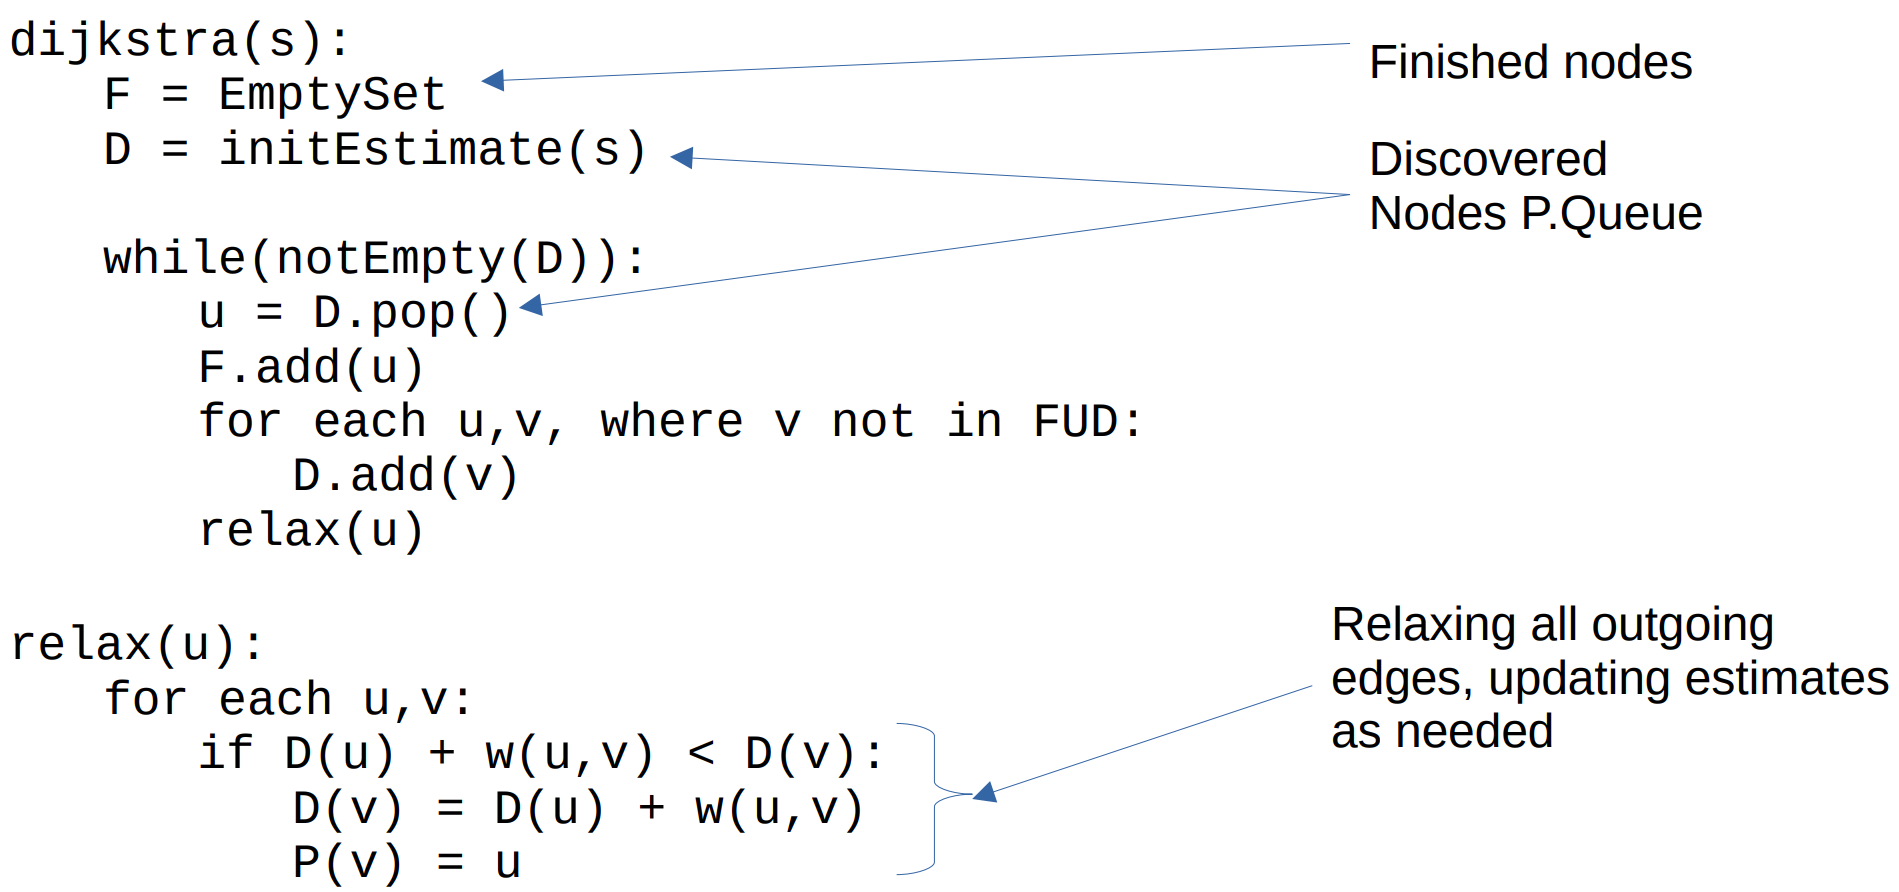 dijkstra(s):
F = EmptySet
D = initEstimate(s)
while(notEmpty(D)):
u = D.pop()
F.add(u)
for each u,v, where v not in FUD:
D.add(v)
relax(u)
relax(u):
for each u,v:
if D(u) + w(u,v) < D(v):
D(v) = D(u) + w(u,v)
P(v) = u
Finished nodes
Discovered
Nodes P.Queue
Relaxing all outgoing
edges, updating estimates
as needed